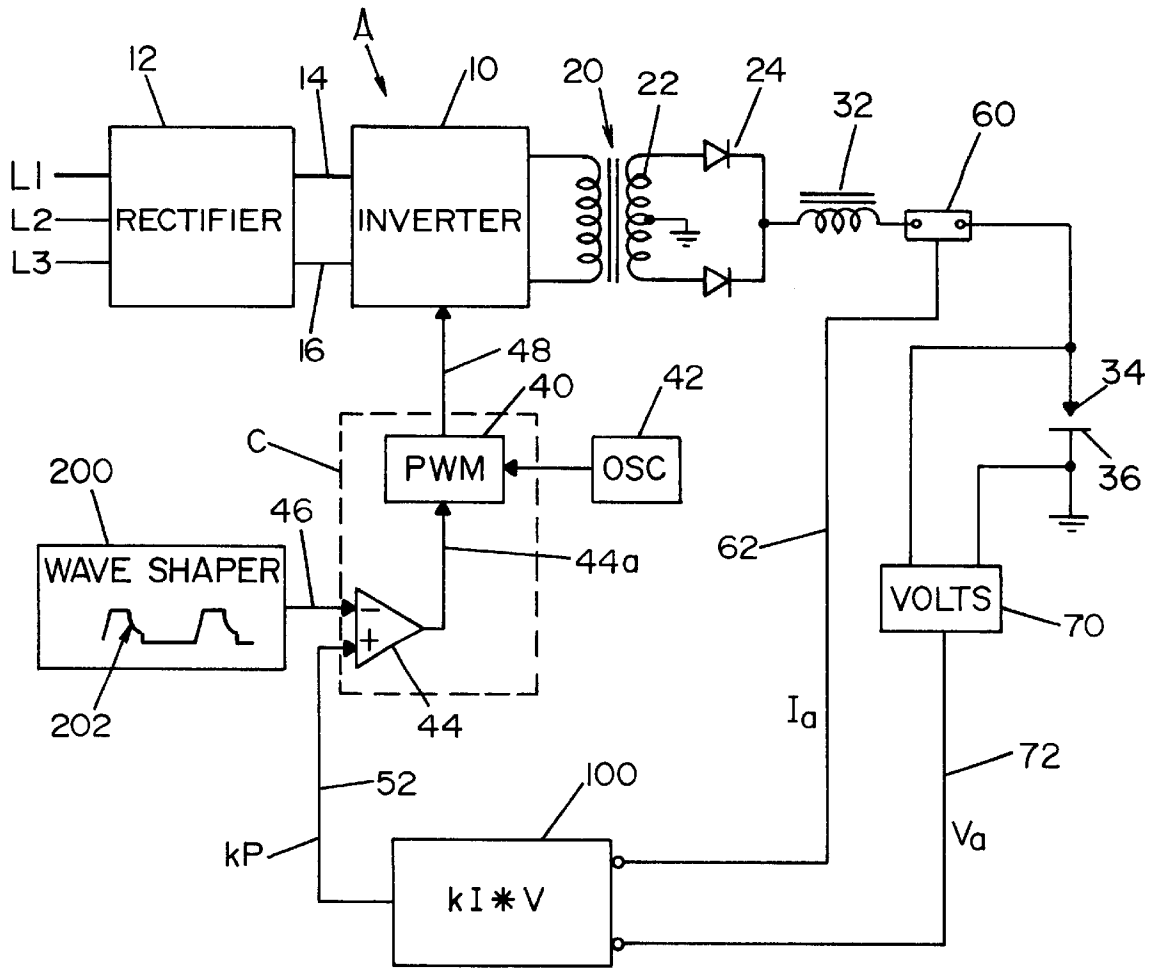 A
12
14
10
20
22
24
32
60
L1
L2
L3
RECTIFIER
INVERTER
16
48
40
42
34
C
PWM
OSC
36
200
46
44a
62
WAVE SHAPER
VOLTS
70
−
+
202
44
Ia
72
52
100
kP
Va
kI*V